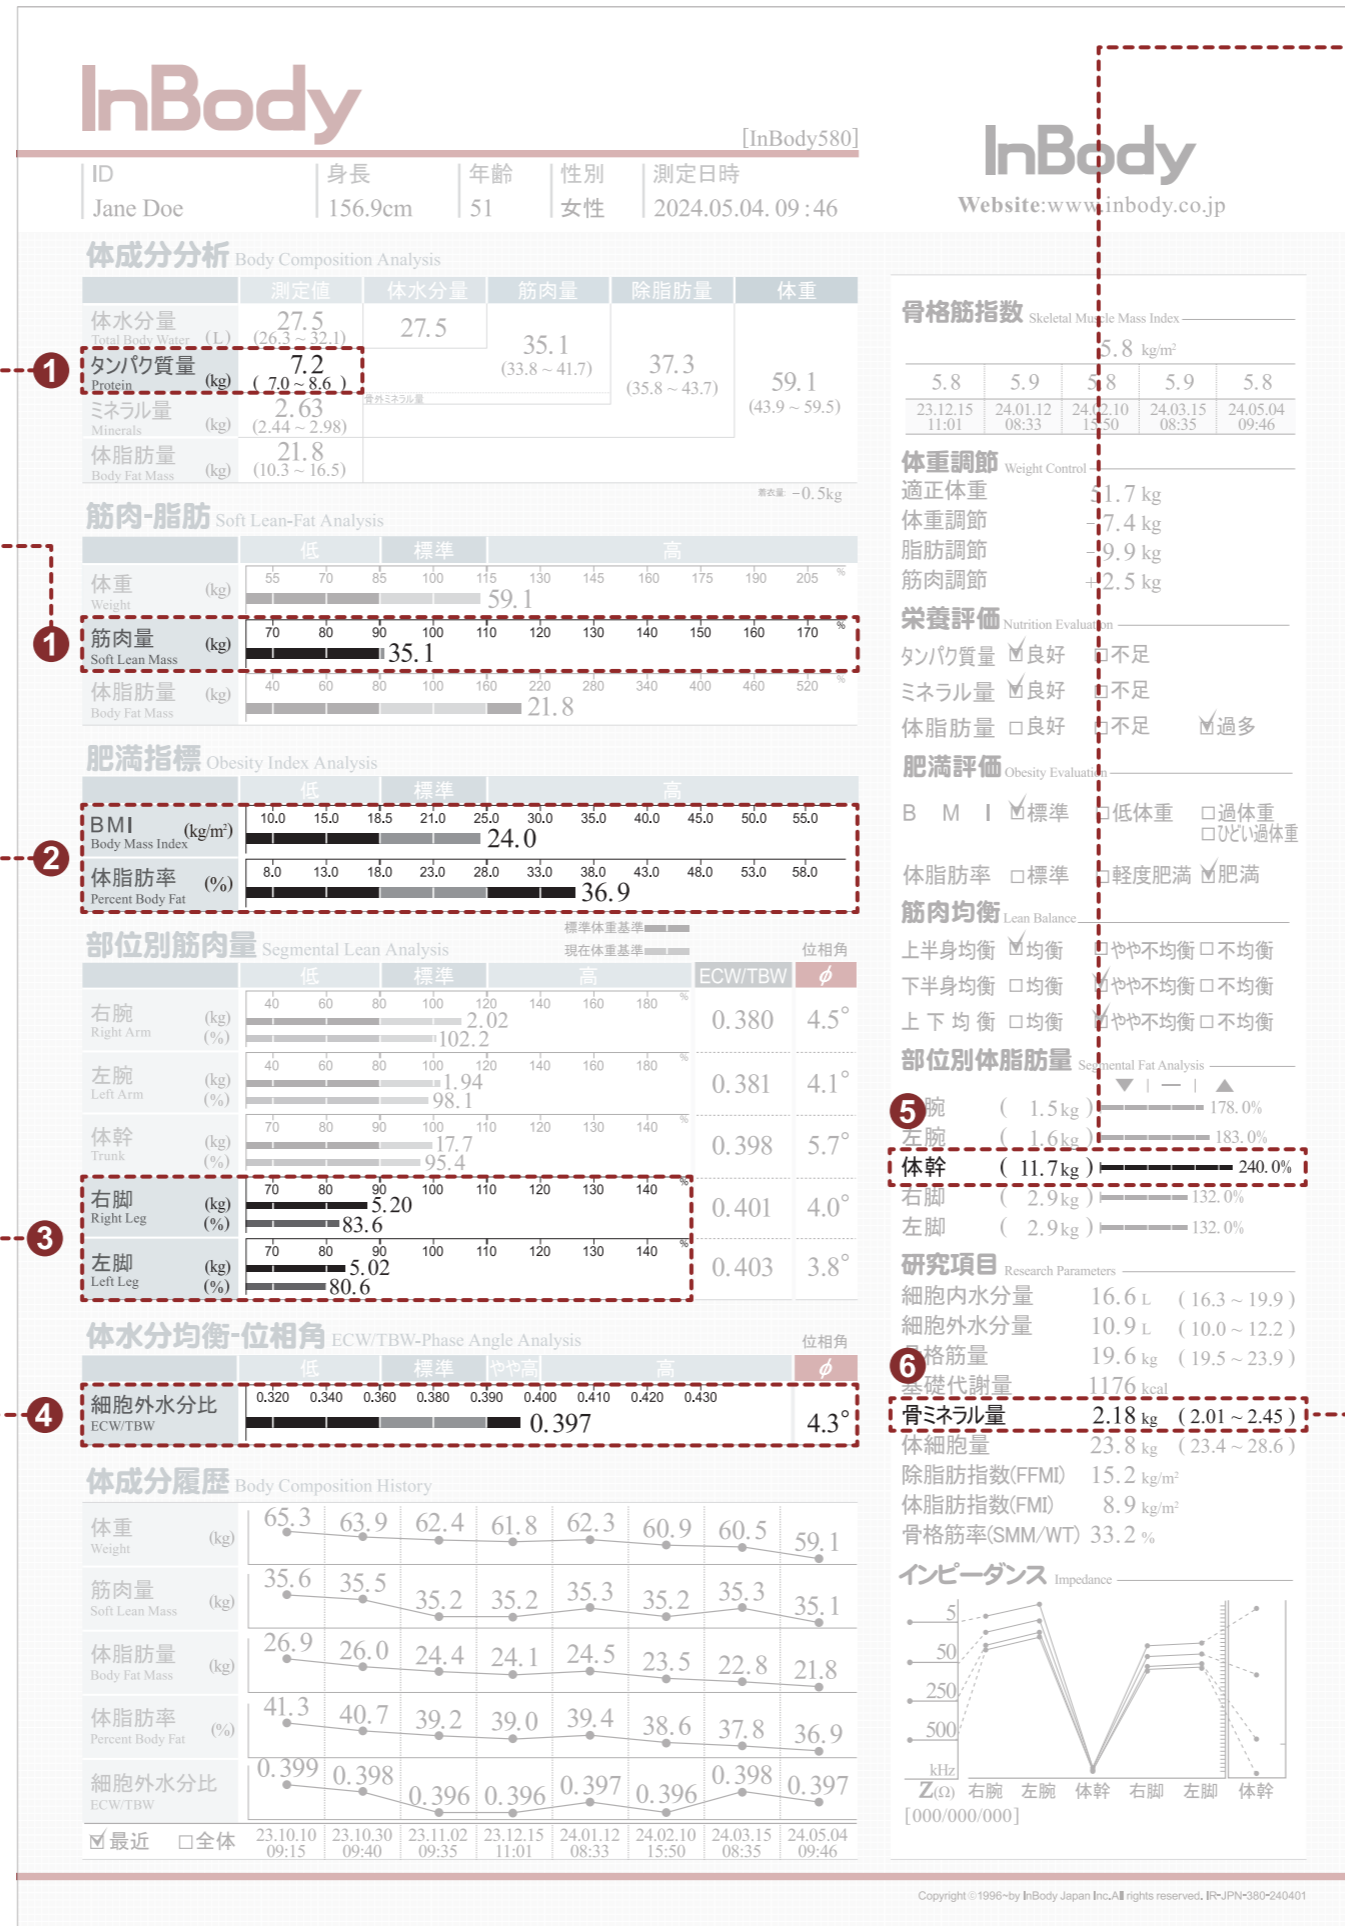 InBody
[InBody580]
ID 身長 年齢 性別 測定日時
Jane Doe 156.9cm 51 女性 2024.05.04. 09:46
InBody
Website:www.inbody.co.jp
体成分分析 Body Composition Analysis
測定値 体水分量 筋肉量 除脂肪量 体重
体水分量 Total Body Water (L) 27.5 (26.3 ~ 32.1) 27.5
35.1 (33.8 ~ 41.7)
37.3 (35.8 ~ 43.7)
59.1 (43.9 ~ 59.5)
1 タンパク質量 Protein (kg) 7.2 ( 7.0 ~ 8.6 )
ミネラル量 Minerals (kg) 2.63 (2.44 ~ 2.98) 骨外ミネラル量
体脂肪量 Body Fat Mass (kg) 21.8 (10.3 ~ 16.5)
着衣量: -0.5kg
筋肉-脂肪 Soft Lean-Fat Analysis
低 標準 高
体重 Weight (kg) 55 70 85 100 115 130 145 160 175 190 205 %
59.1
1 筋肉量 Soft Lean Mass (kg) 70 80 90 100 110 120 130 140 150 160 170 %
35.1
体脂肪量 Body Fat Mass (kg) 40 60 80 100 160 220 280 340 400 460 520 %
21.8
肥満指標 Obesity Index Analysis
低 標準 高
2 BMI Body Mass Index (kg/m²) 10.0 15.0 18.5 21.0 25.0 30.0 35.0 40.0 45.0 50.0 55.0
24.0
体脂肪率 Percent Body Fat (%) 8.0 13.0 18.0 23.0 28.0 33.0 38.0 43.0 48.0 53.0 58.0
36.9
部位別筋肉量 Segmental Lean Analysis
標準体重基準
現在体重基準
位相角
低 標準 高 ECW/TBW φ
右腕 Right Arm (kg) (%) 40 60 80 100 120 140 160 180 %
2.02
102.2
0.380 4.5°
左腕 Left Arm (kg) (%) 40 60 80 100 120 140 160 180 %
1.94
98.1
0.381 4.1°
体幹 Trunk (kg) (%) 70 80 90 100 110 120 130 140 %
17.7
95.4
0.398 5.7°
3 右脚 Right Leg (kg) (%) 70 80 90 100 110 120 130 140 %
5.20
83.6
0.401 4.0°
左脚 Left Leg (kg) (%) 70 80 90 100 110 120 130 140 %
5.02
80.6
0.403 3.8°
体水分均衡-位相角 ECW/TBW-Phase Angle Analysis
位相角
低 標準 やや高 高 φ
4 細胞外水分比 ECW/TBW 0.320 0.340 0.360 0.380 0.390 0.400 0.410 0.420 0.430
0.397 4.3°
体成分履歴 Body Composition History
体重 Weight (kg) 65.3 63.9 62.4 61.8 62.3 60.9 60.5 59.1
筋肉量 Soft Lean Mass (kg) 35.6 35.5 35.2 35.2 35.3 35.2 35.3 35.1
体脂肪量 Body Fat Mass (kg) 26.9 26.0 24.4 24.1 24.5 23.5 22.8 21.8
体脂肪率 Percent Body Fat (%) 41.3 40.7 39.2 39.0 39.4 38.6 37.8 36.9
細胞外水分比 ECW/TBW 0.399 0.398 0.396 0.396 0.397 0.396 0.398 0.397
☑最近 □全体 23.10.10 23.10.30 23.11.02 23.12.15 24.01.12 24.02.10 24.03.15 24.05.04
09:15 09:40 09:35 11:01 08:33 15:50 08:35 09:46
骨格筋指数 Skeletal Muscle Mass Index
5.8 kg/m²
5.8 5.9 5.8 5.9 5.8
23.12.15 24.01.12 24.02.10 24.03.15 24.05.04
11:01 08:33 15:50 08:35 09:46
体重調節 Weight Control
適正体重 51.7 kg
体重調節 - 7.4 kg
脂肪調節 - 9.9 kg
筋肉調節 + 2.5 kg
栄養評価 Nutrition Evaluation
タンパク質量 ☑良好 □不足
ミネラル量 ☑良好 □不足
体脂肪量 □良好 □不足 ☑過多
肥満評価 Obesity Evaluation
BMI ☑標準 □低体重 □過体重
□ひどい過体重
体脂肪率 □標準 □軽度肥満 ☑肥満
筋肉均衡 Lean Balance
上半身均衡 ☑均衡 □やや不均衡 □不均衡
下半身均衡 □均衡 ☑やや不均衡 □不均衡
上下均衡 □均衡 ☑やや不均衡 □不均衡
部位別体脂肪量 Segmental Fat Analysis
▼ | — | ▲
5 腕 ( 1.5kg ) 178.0%
左腕 ( 1.6kg ) 183.0%
体幹 ( 11.7kg ) 240.0%
右脚 ( 2.9kg ) 132.0%
左脚 ( 2.9kg ) 132.0%
研究項目 Research Parameters
細胞内水分量 16.6 L ( 16.3 ~ 19.9 )
細胞外水分量 10.9 L ( 10.0 ~ 12.2 )
骨格筋量 19.6 kg ( 19.5 ~ 23.9 )
6
基礎代謝量 1176 kcal
骨ミネラル量 2.18 kg ( 2.01 ~ 2.45 )
体細胞量 23.8 kg ( 23.4 ~ 28.6 )
除脂肪指数(FFMI) 15.2 kg/m²
体脂肪指数(FMI) 8.9 kg/m²
骨格筋率(SMM/WT) 33.2 %
インピーダンス Impedance
5
50
250
500
kHz
Z(Ω) 右腕 左腕 体幹 右脚 左脚 体幹
[000/000/000]
Copyright ©1996~by InBody Japan Inc.All rights reserved. IR-JPN-380-240401